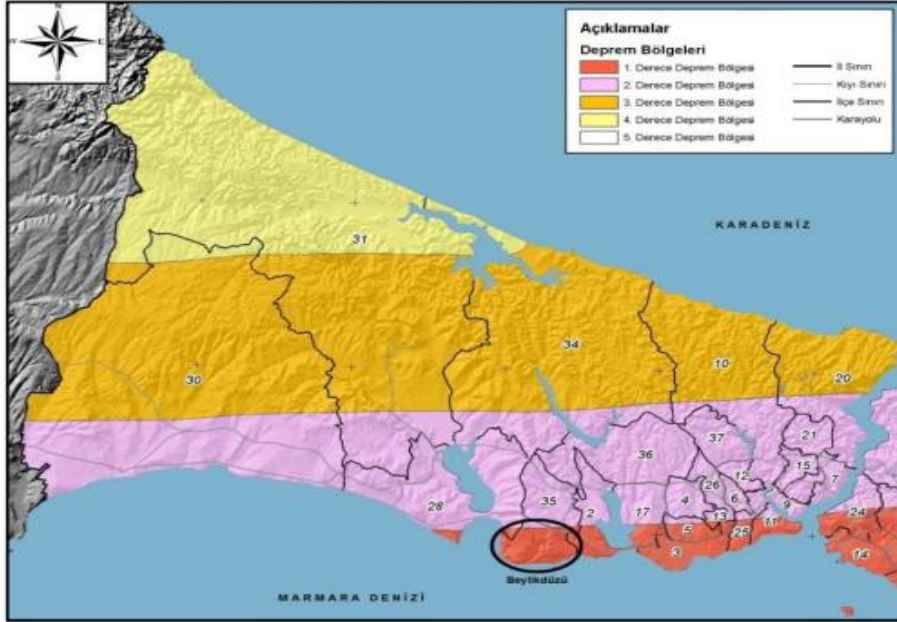 N
W E
S
Açıklamalar
Deprem Bölgeleri
1. Derece Deprem Bölgesi
2. Derece Deprem Bölgesi
3. Derece Deprem Bölgesi
4. Derece Deprem Bölgesi
5. Derece Deprem Bölgesi
İl Sınırı
Kıyı Sınırı
İlçe Sınırı
Karayolu
KARADENİZ
31
34
10
20
30
21
37
36
15
12
7
26
28
35
2
17
4
6
9
13
11
24
5
25
3
14
Beylikdüzü
MARMARA DENİZİ